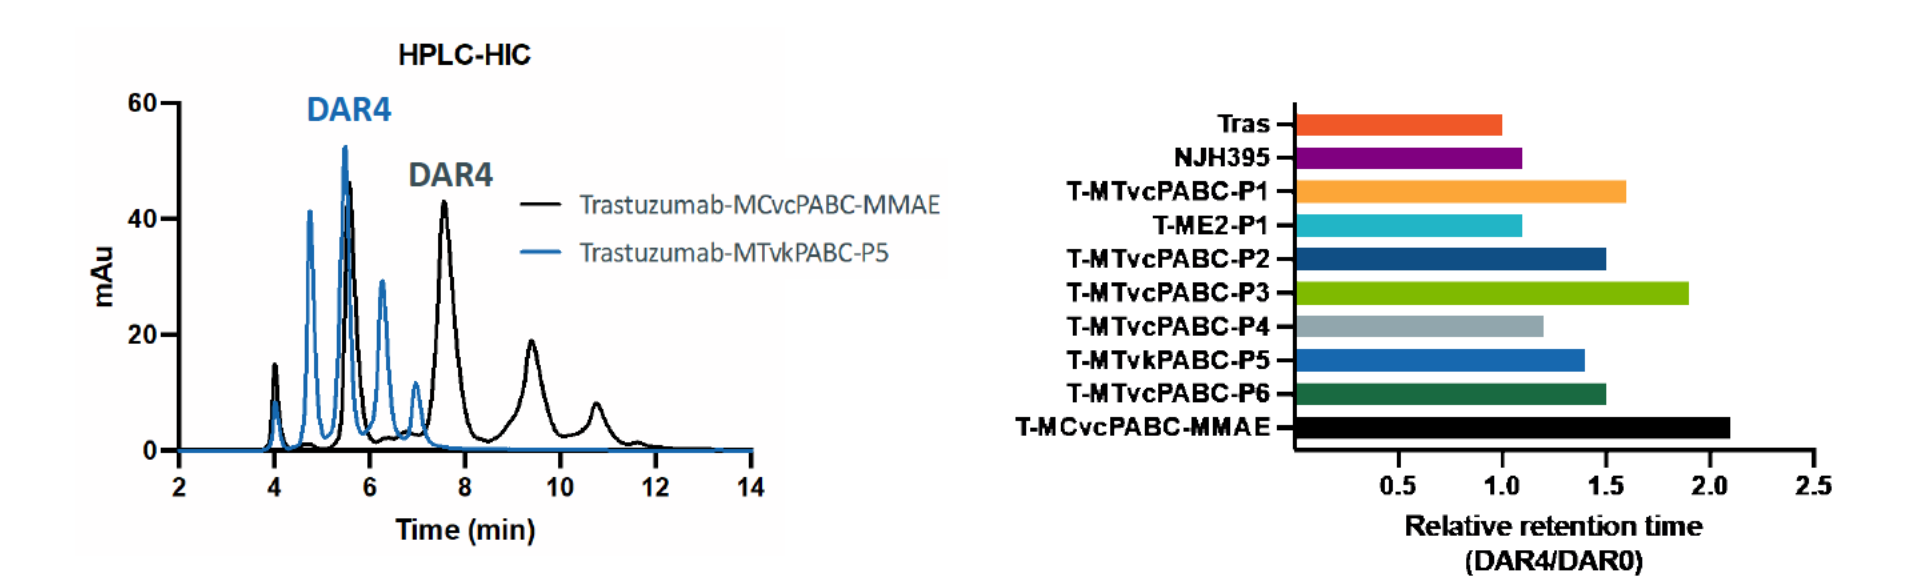 HPLC-HIC
DAR4
DAR4
60
40
20
0
mAu
2 4 6 8 10 12 14
Time (min)
Trastuzumab-MCvcPABC-MMAE
Trastuzumab-MTvkPABC-P5
Tras
NJH395
T-MTvcPABC-P1
T-ME2-P1
T-MTvcPABC-P2
T-MTvcPABC-P3
T-MTvcPABC-P4
T-MTvkPABC-P5
T-MTvcPABC-P6
T-MCvcPABC-MMAE
0.5 1.0 1.5 2.0 2.5
Relative retention time
(DAR4/DAR0)